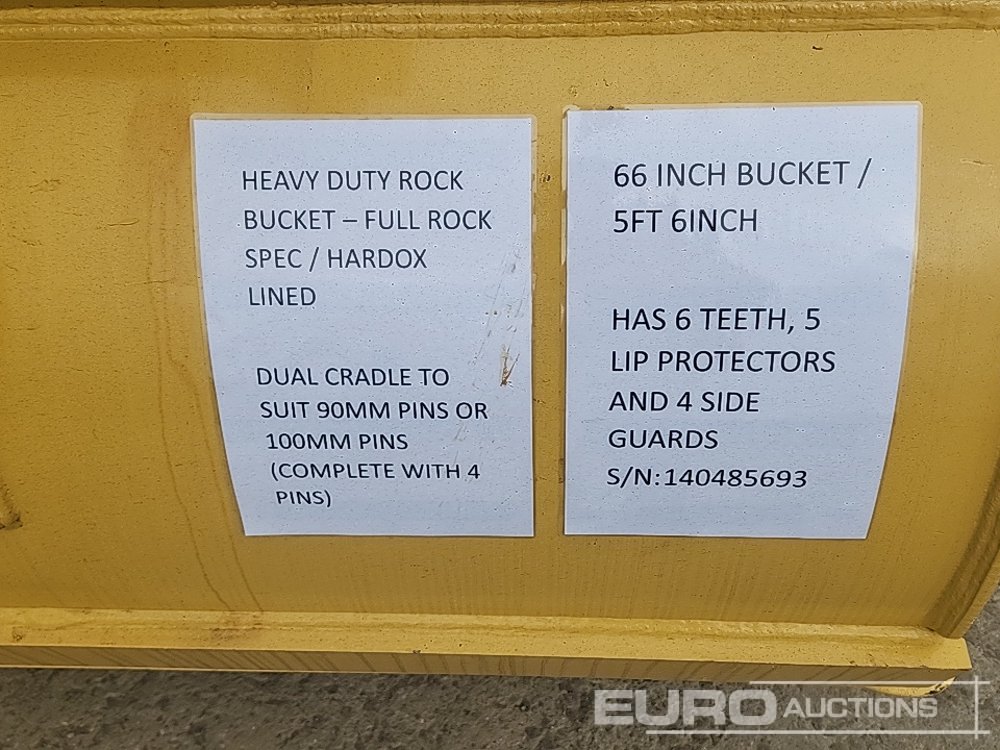 HEAVY DUTY ROCK
BUCKET – FULL ROCK
SPEC / HARDOX
LINED
DUAL CRADLE TO
SUIT 90MM PINS OR
100MM PINS
(COMPLETE WITH 4
PINS)
66 INCH BUCKET /
5FT 6INCH
HAS 6 TEETH, 5
LIP PROTECTORS
AND 4 SIDE
GUARDS
S/N:140485693
EURO AUCTIONS